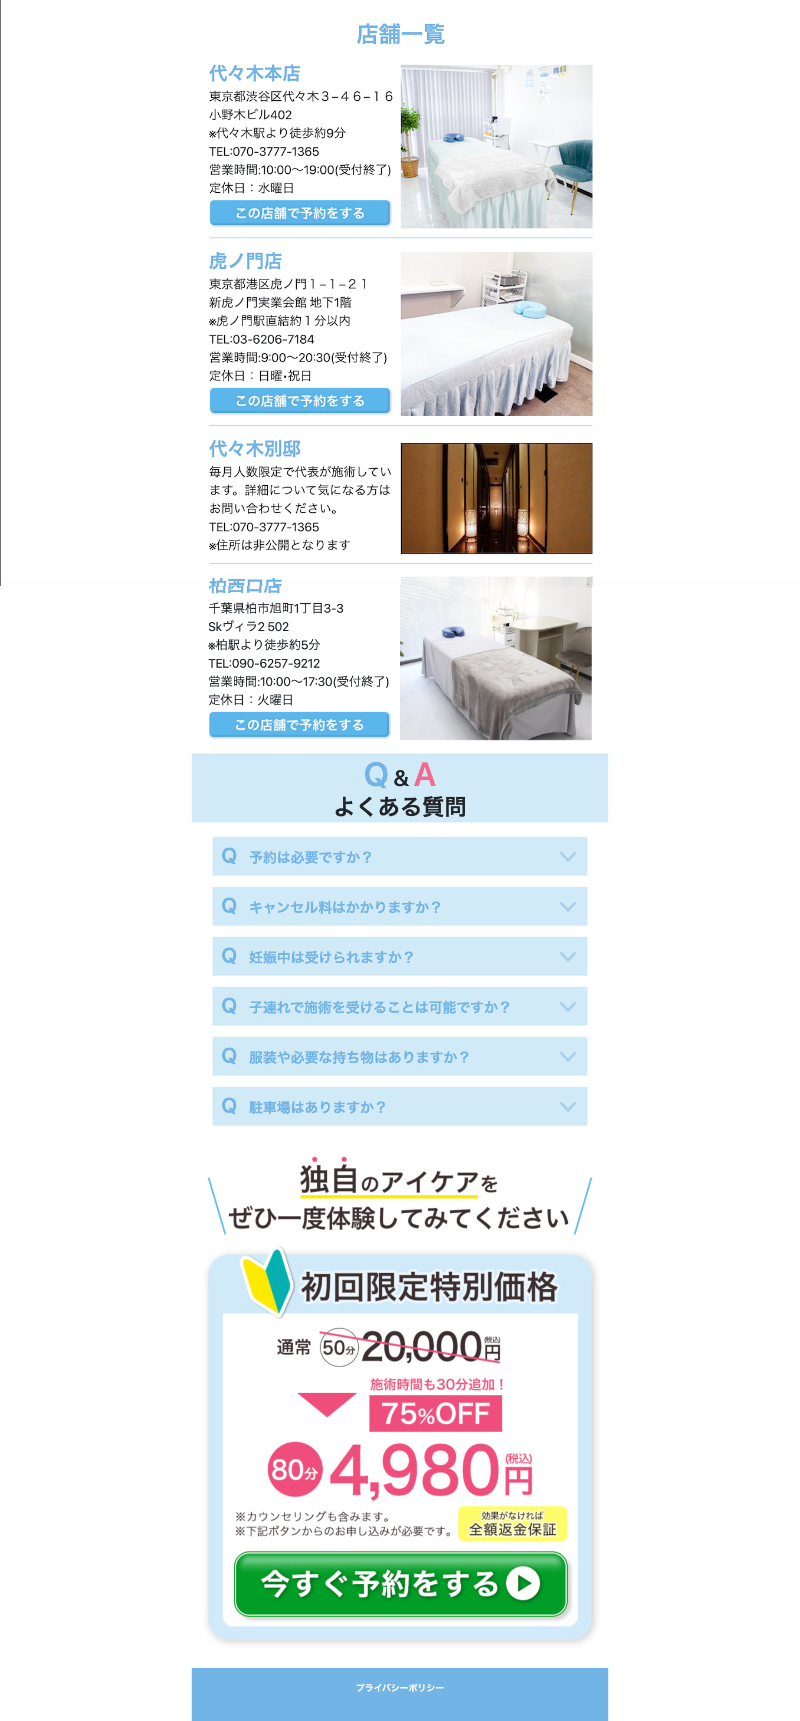 店舗一覧
代々木本店
東京都渋谷区代々木３−４６−１６
小野木ビル402
※代々木駅より徒歩約9分
TEL:070-3777-1365
営業時間:10:00〜19:00(受付終了)
定休日：水曜日
この店舗で予約をする
虎ノ門店
東京都港区虎ノ門１−１−２１
新虎ノ門実業会館 地下1階
※虎ノ門駅直結約１分以内
TEL:03-6206-7184
営業時間:9:00〜20:30(受付終了)
定休日：日曜・祝日
この店舗で予約をする
代々木別邸
毎月人数限定で代表が施術してい
ます。詳細について気になる方は
お問い合わせください。
TEL:070-3777-1365
※住所は非公開となります
柏西口店
千葉県柏市旭町1丁目3-3
Skヴィラ2 502
※柏駅より徒歩約5分
TEL:090-6257-9212
営業時間:10:00〜17:30(受付終了)
定休日：火曜日
この店舗で予約をする
Q & A
よくある質問
Q 予約は必要ですか？
Q キャンセル料はかかりますか？
Q 妊娠中は受けられますか？
Q 子連れで施術を受けることは可能ですか？
Q 服装や必要な持ち物はありますか？
Q 駐車場はありますか？
独自のアイケアを
ぜひ一度体験してみてください
初回限定特別価格
通常 50分 20,000円(税込)
施術時間も30分追加！
75%OFF
80分 4,980円(税込)
※カウンセリングも含みます。
※下記ボタンからのお申し込みが必要です。
効果がなければ
全額返金保証
今すぐ予約をする
プライバシーポリシー